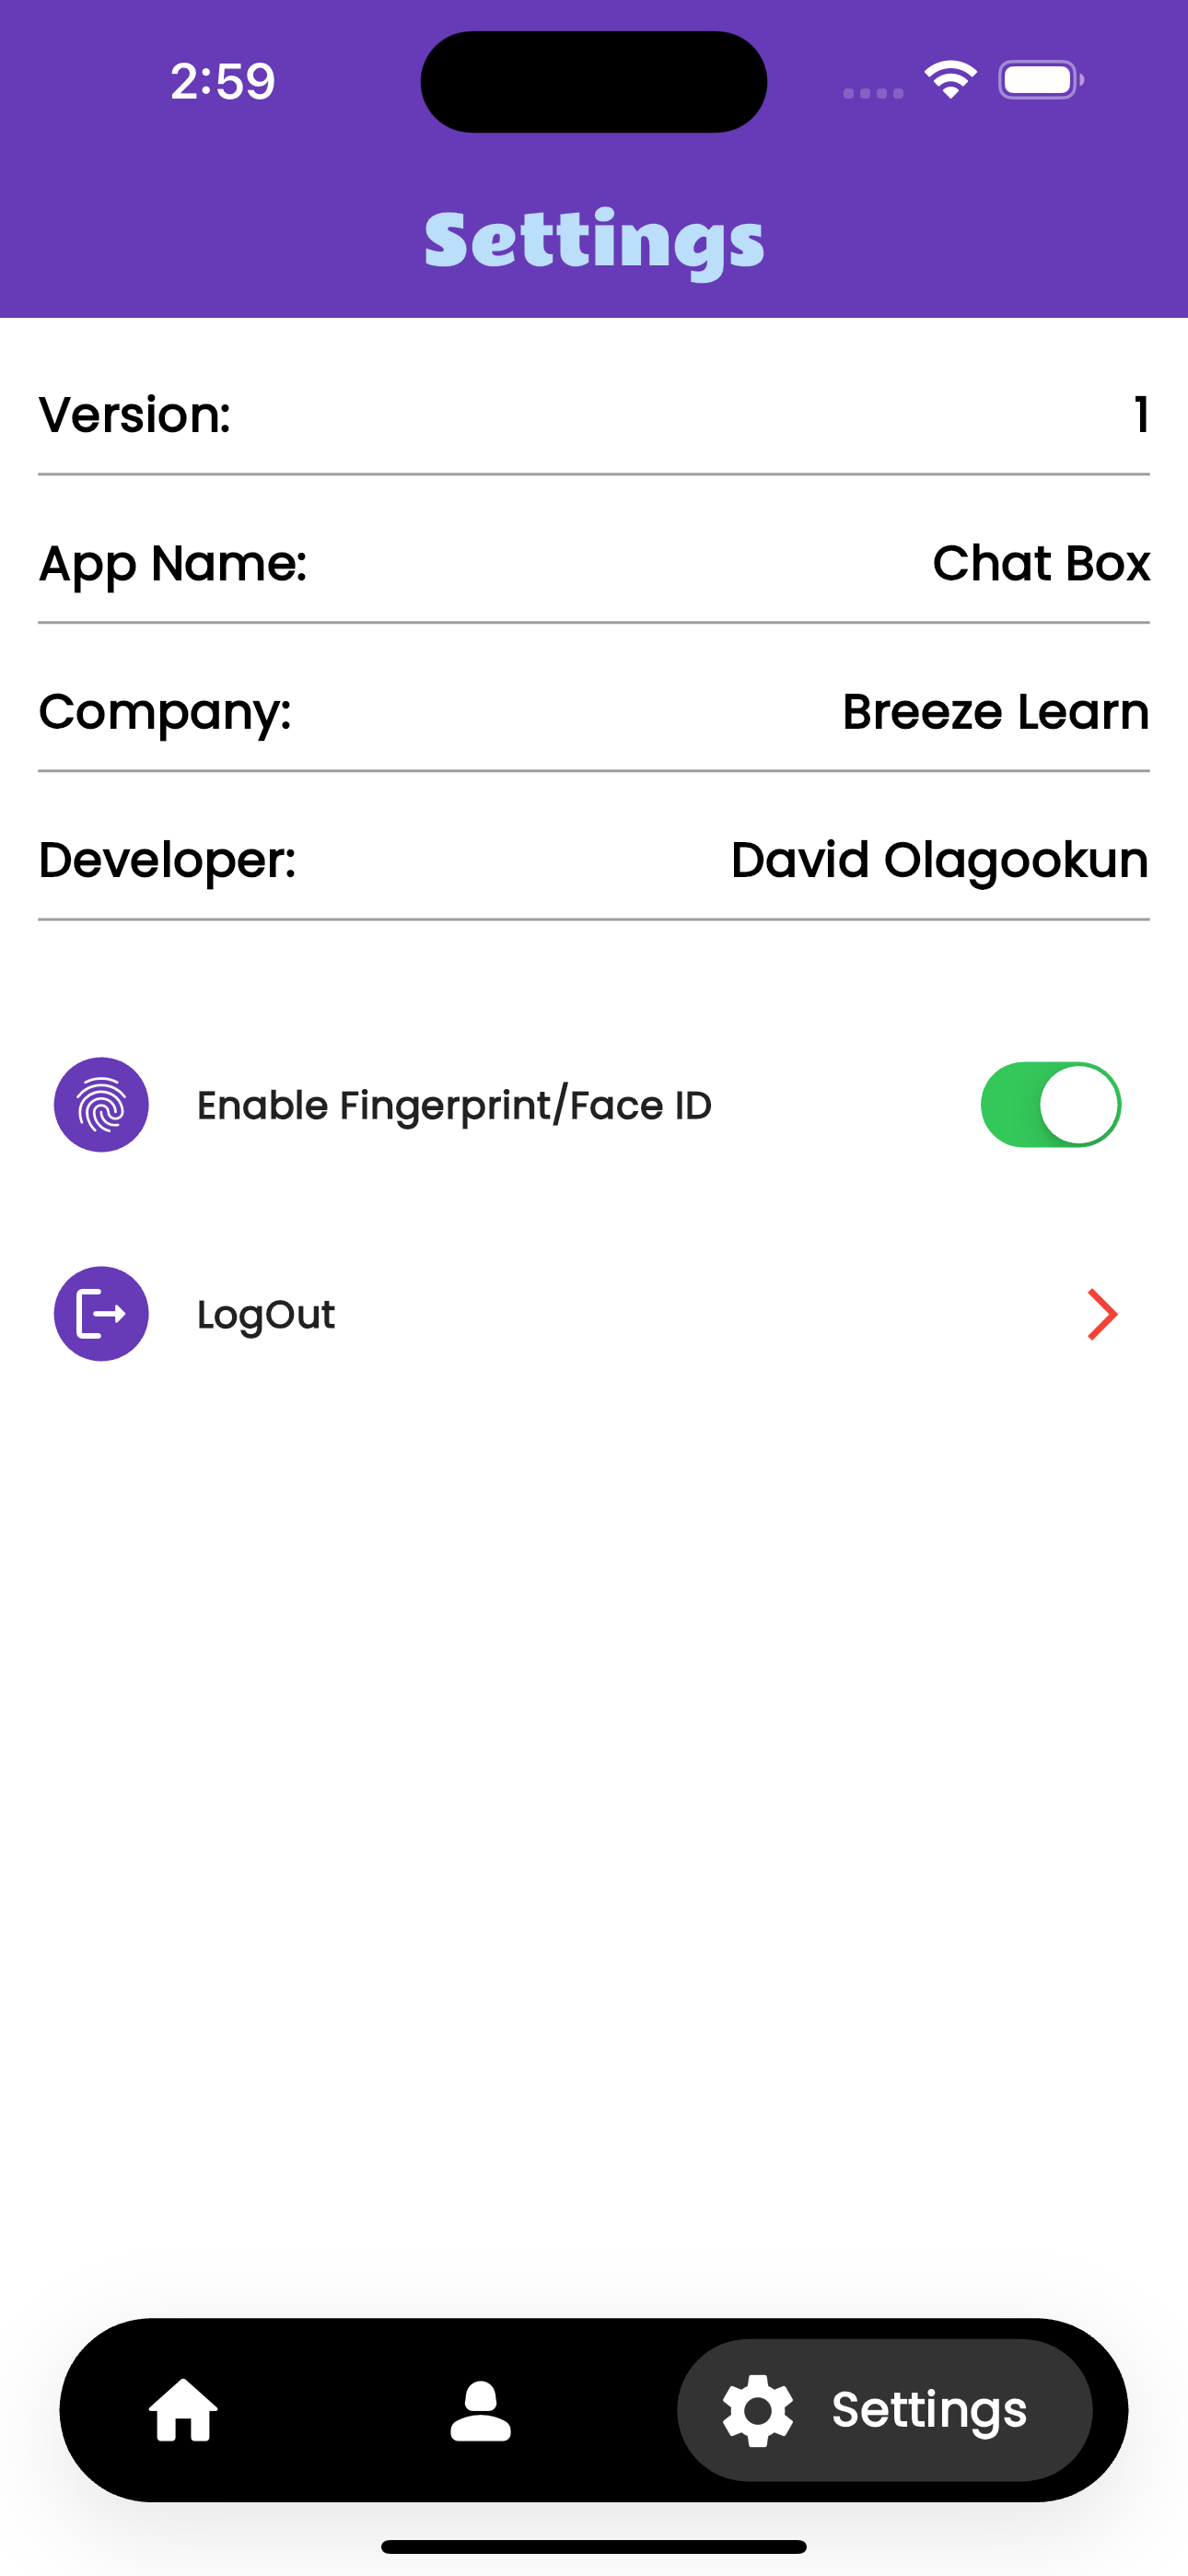 2:59
Settings
Version: 1
App Name: Chat Box
Company: Breeze Learn
Developer: David Olagookun
Enable Fingerprint/Face ID
LogOut
Settings